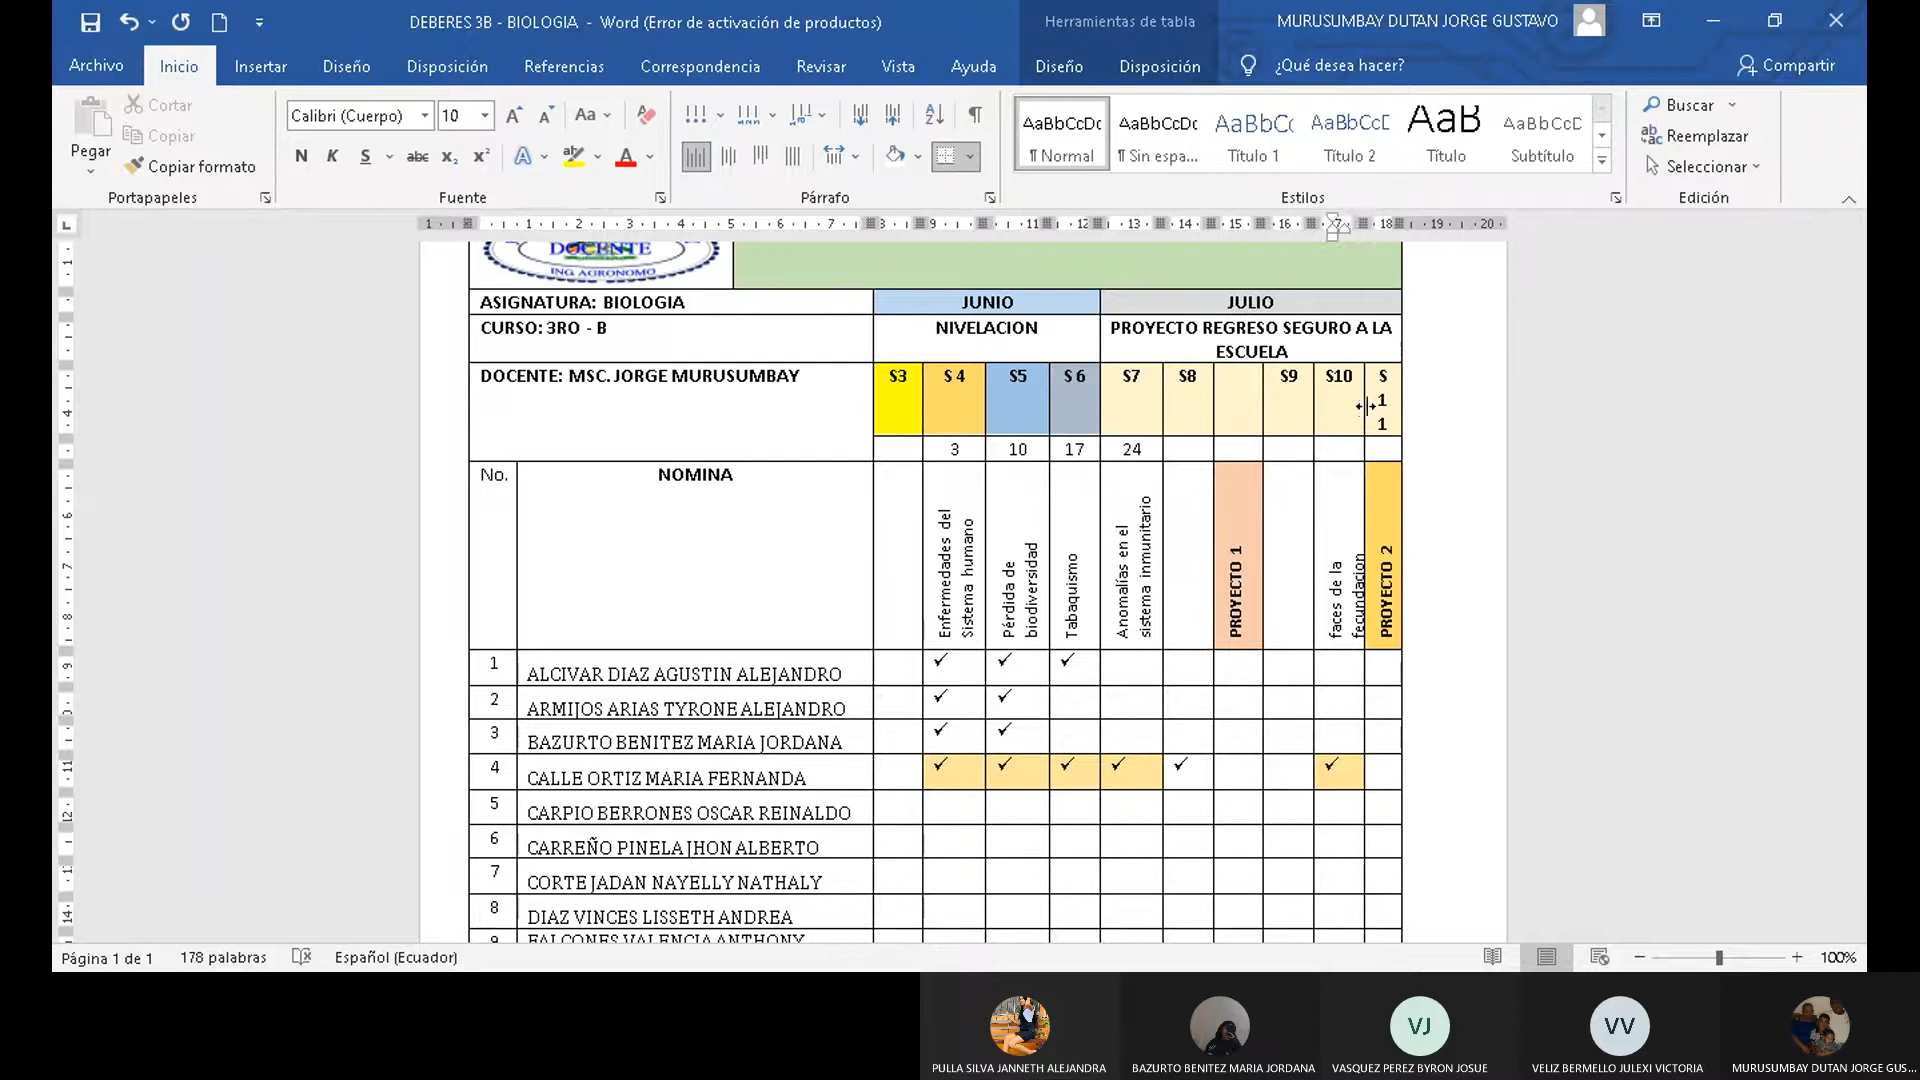 DEBERES 3B - BIOLOGIA - Word (Error de activación de productos)
Herramientas de tabla
MURUSUMBAY DUTAN JORGE GUSTAVO
Archivo Inicio Insertar Diseño Disposición Referencias Correspondencia Revisar Vista Ayuda Diseño Disposición ¿Qué desea hacer? Compartir
Pegar
Cortar
Copiar
Copiar formato
Portapapeles
Calibri (Cuerpo) 10
N K S abc x₂ x²
Fuente
Párrafo
AaBbCcDc AaBbCcDc AaBbCc AaBbCcD AaB AaBbCcD
¶ Normal ¶ Sin espa... Título 1 Título 2 Título Subtítulo
Estilos
Buscar
Reemplazar
Seleccionar
Edición
DOCENTE
ING AGRONOMO
ASIGNATURA: BIOLOGIA JUNIO JULIO
CURSO: 3RO - B NIVELACION PROYECTO REGRESO SEGURO A LA
ESCUELA
DOCENTE: MSC. JORGE MURUSUMBAY S3 S 4 S5 S 6 S7 S8 S9 S10 S
1
1
3 10 17 24
No. NOMINA
Enfermedades del
Sistema humano
Pérdida de
biodiversidad
Tabaquismo
Anomalías en el
sistema inmunitario
PROYECTO 1
faces de la
fecundacion
PROYECTO 2
1 ALCIVAR DIAZ AGUSTIN ALEJANDRO ✓ ✓ ✓
2 ARMIJOS ARIAS TYRONE ALEJANDRO ✓ ✓
3 BAZURTO BENITEZ MARIA JORDANA ✓ ✓
4 CALLE ORTIZ MARIA FERNANDA ✓ ✓ ✓ ✓ ✓ ✓
5 CARPIO BERRONES OSCAR REINALDO
6 CARREÑO PINELA JHON ALBERTO
7 CORTE JADAN NAYELLY NATHALY
8 DIAZ VINCES LISSETH ANDREA
9 FALCONES VALENCIA ANTHONY
Página 1 de 1 178 palabras Español (Ecuador) 100%
VJ VV
PULLA SILVA JANNETH ALEJANDRA BAZURTO BENITEZ MARIA JORDANA VASQUEZ PEREZ BYRON JOSUE VELIZ BERMELLO JULEXI VICTORIA MURUSUMBAY DUTAN JORGE GUS...